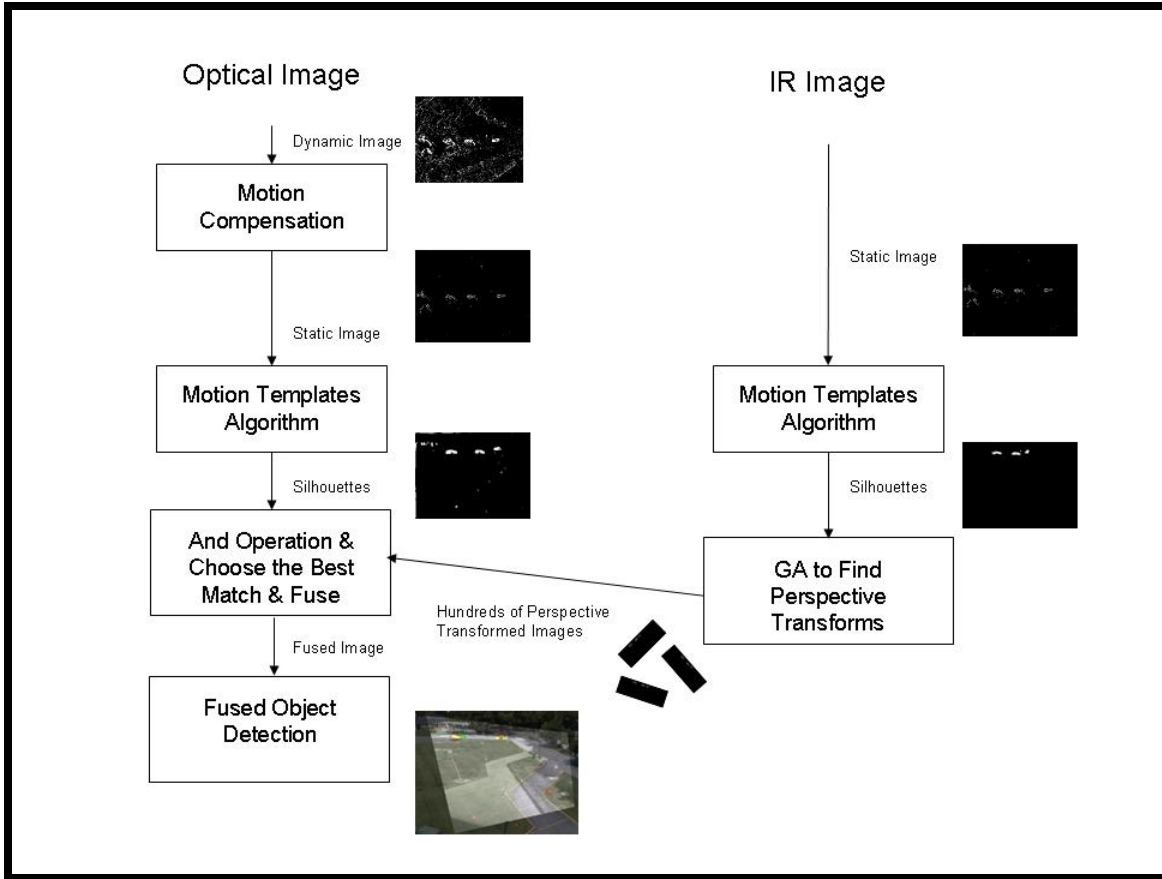 Optical Image
Dynamic Image
Motion
Compensation
Static Image
Motion Templates
Algorithm
Silhouettes
And Operation &
Choose the Best
Match & Fuse
Fused Image
Fused Object
Detection
IR Image
Static Image
Motion Templates
Algorithm
Silhouettes
GA to Find
Perspective
Transforms
Hundreds of Perspective
Transformed Images